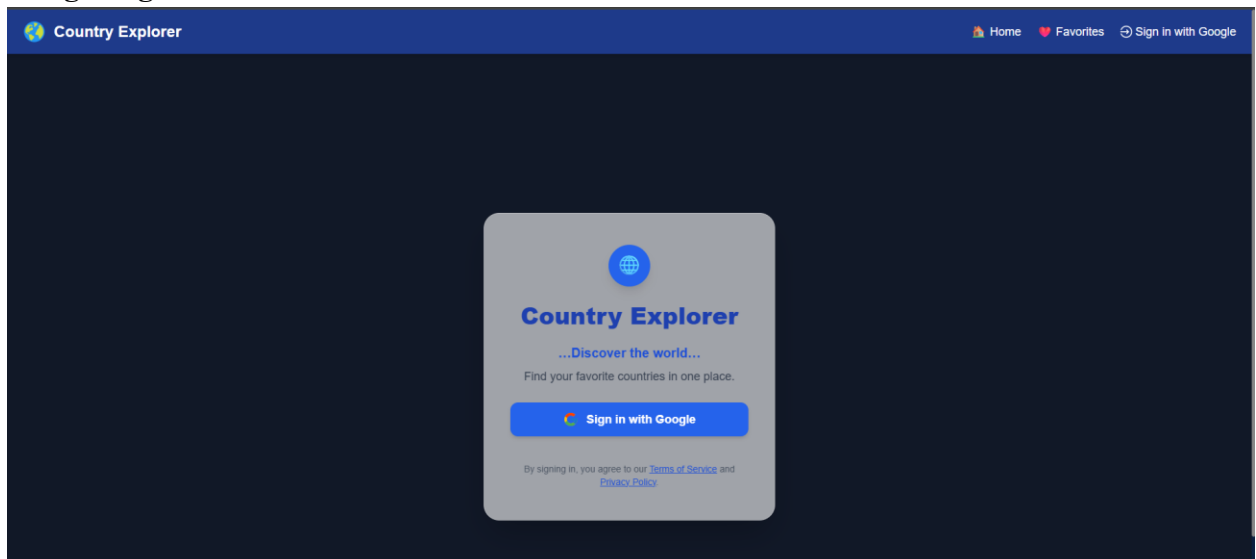 Country Explorer
Home Favorites Sign in with Google
Country Explorer
...Discover the world...
Find your favorite countries in one place.
Sign in with Google
By signing in, you agree to our Terms of Service and
Privacy Policy